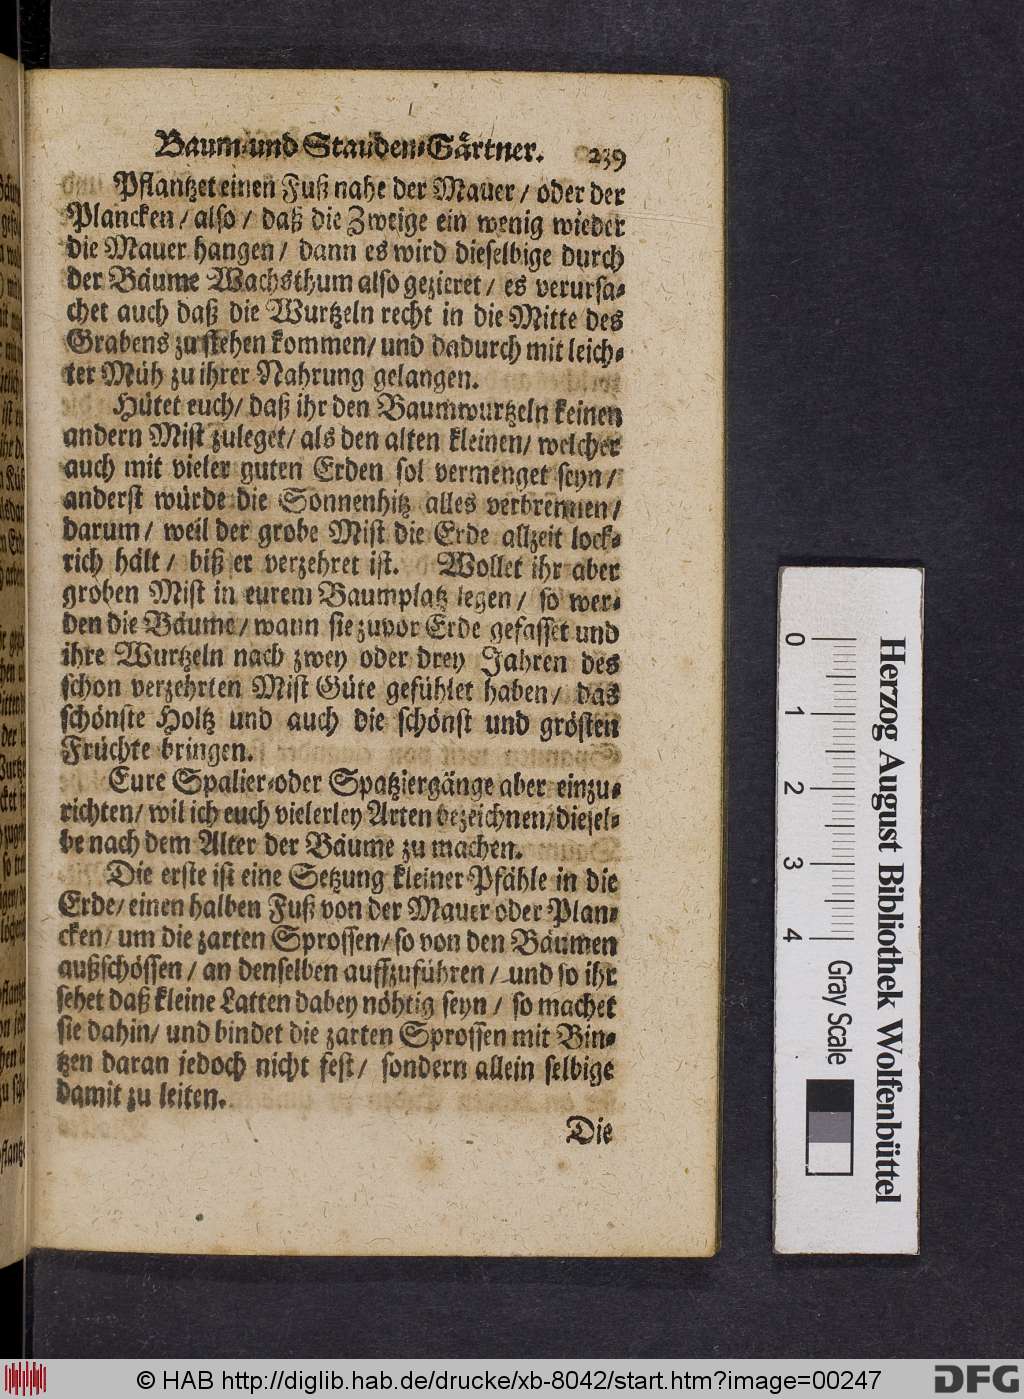 Baum-und Stauden-Gärtner. 239
Pflantzet einen Fuß nahe der Mauer / oder der
Plancken / also / daß die Zweige ein wenig wieder
die Mauer hangen / dann es wird dieselbige durch
der Bäume Wachsthum also gezieret / es verursa-
chet auch daß die Wurtzeln recht in die Mitte des
Grabens zu stehen kommen / und dadurch mit leich-
ter Müh zu ihrer Nahrung gelangen.
Hütet euch / daß ihr den Baumwurtzeln keinen
andern Mist zuleget / als den alten kleinen / welcher
auch mit vieler guten Erden sol vermenget seyn /
anderst würde die Sonnenhitz alles verbrennen /
darum / weil der grobe Mist die Erde allzeit lock-
rich hält / biß er verzehret ist. Wollet ihr aber
groben Mist in eurem Baumplatz legen / so wer-
den die Bäume / wann sie zuvor Erde gefasset und
ihre Wurtzeln nach zwey oder drey Jahren des
schon verzehrten Mist Güte gefühlet haben / das
schönste Holtz und auch die schönst und grösten
Früchte bringen.
Eure Spalier-oder Spatziergänge aber einzu-
richten / wil ich euch vielerley Arten bezeichnen / diesel-
be nach dem Alter der Bäume zu machen.
Die erste ist eine Setzung kleiner Pfähle in die
Erde / einen halben Fuß von der Mauer oder Plan-
cken / um die zarten Sprossen / so von den Bäumen
außschössen / an denselben auffzuführen / und so ihr
sehet daß kleine Latten dabey nöhtig seyn / so machet
sie dahin / und bindet die zarten Sprossen mit Bin-
tzen daran jedoch nicht fest / sondern allein selbige
damit zu leiten.
Die
0 1 2 3 4
Gray Scale
Herzog August Bibliothek Wolfenbüttel
© HAB http://diglib.hab.de/drucke/xb-8042/start.htm?image=00247
DFG